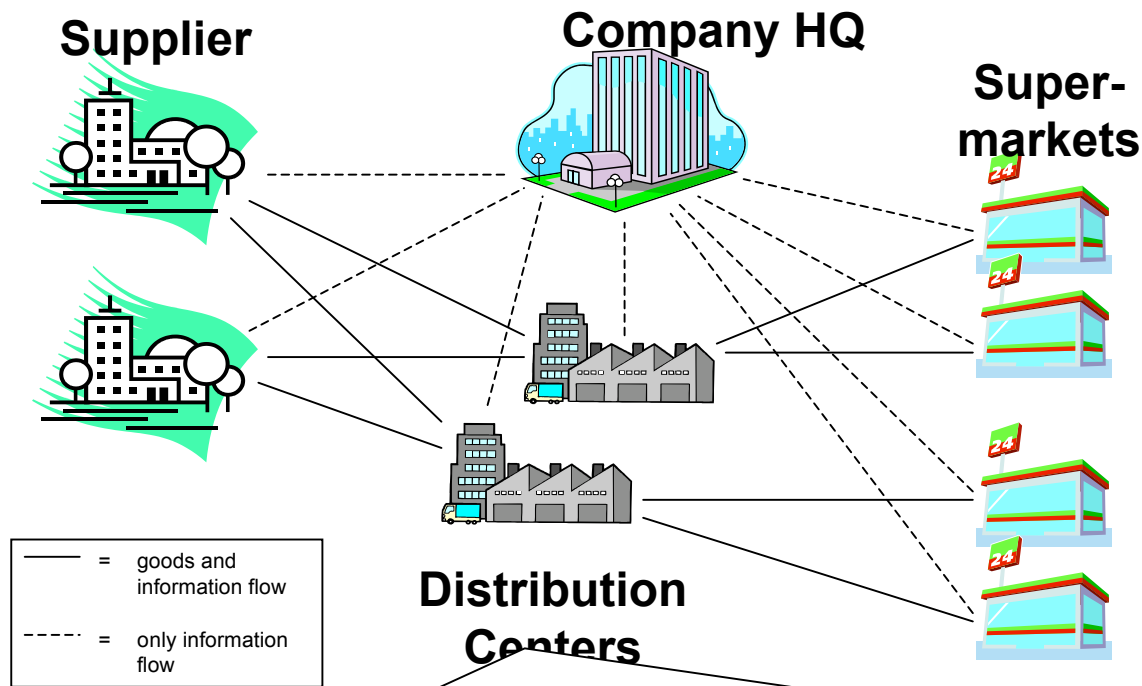 Supplier
Company HQ
Super-
markets
24
24
24
24
Distribution
Centers
= goods and
information flow
= only information
flow